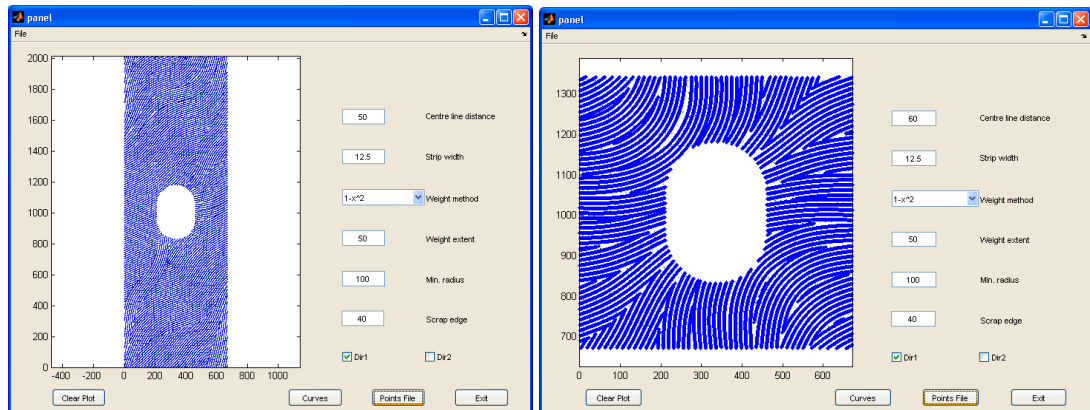 panel
File
2000
1800
1600
1400
1200
1000
800
600
400
200
0
-400 -200 0 200 400 600 800 1000
50 Centre line distance
12.5 Strip width
1-x^2 Weight method
50 Weight extent
100 Min. radius
40 Scrap edge
Dir1 Dir2
Clear Plot Curves Points File Exit
panel
File
1300
1200
1100
1000
900
800
700
0 100 200 300 400 500 600
60 Centre line distance
12.5 Strip width
1-x^2 Weight method
50 Weight extent
100 Min. radius
40 Scrap edge
Dir1 Dir2
Clear Plot Curves Points File Exit